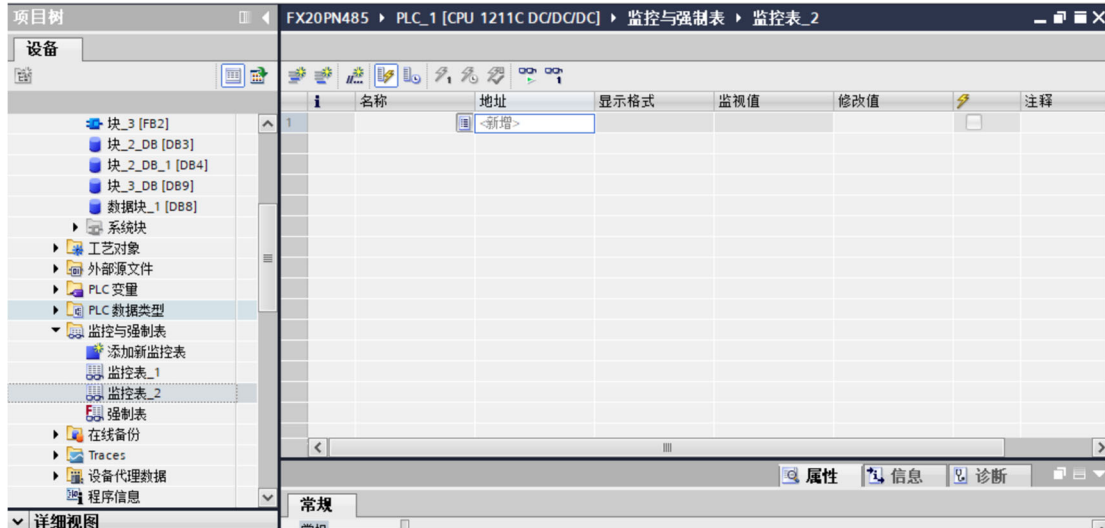 项目树
FX20PN485 ▸ PLC_1 [CPU 1211C DC/DC/DC] ▸ 监控与强制表 ▸ 监控表_2
设备
i 名称 地址 显示格式 监视值 修改值 注释
1 <新增>
块_3 [FB2]
块_2_DB [DB3]
块_2_DB_1 [DB4]
块_3_DB [DB9]
数据块_1 [DB8]
系统块
工艺对象
外部源文件
PLC 变量
PLC 数据类型
监控与强制表
添加新监控表
监控表_1
监控表_2
强制表
在线备份
Traces
设备代理数据
程序信息
详细视图
属性 信息 诊断
常规
常规